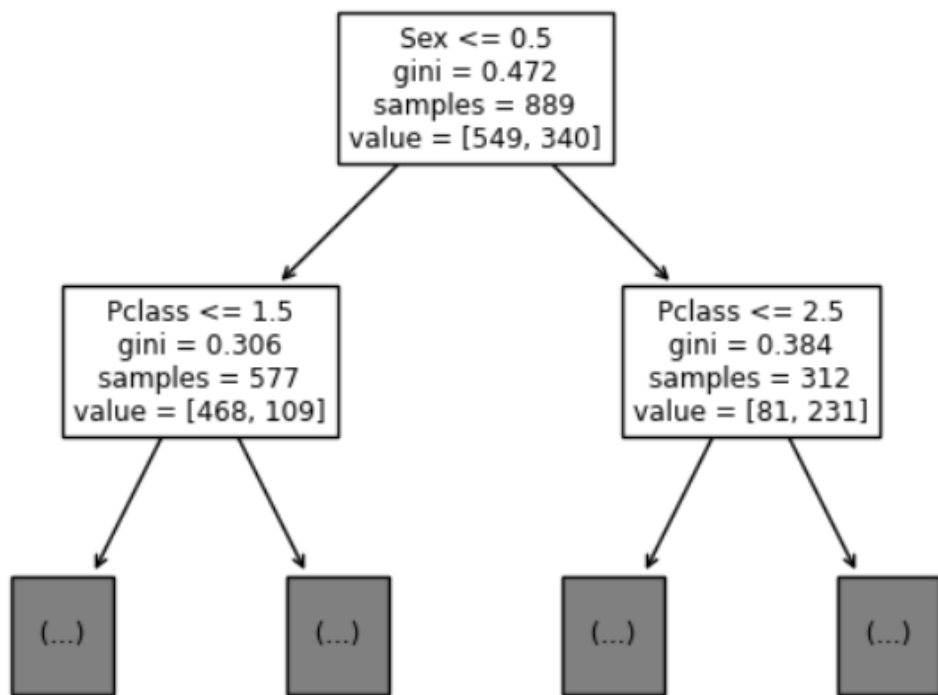 Sex <= 0.5
gini = 0.472
samples = 889
value = [549, 340]
Pclass <= 1.5
gini = 0.306
samples = 577
value = [468, 109]
Pclass <= 2.5
gini = 0.384
samples = 312
value = [81, 231]
(...)
(...)
(...)
(...)